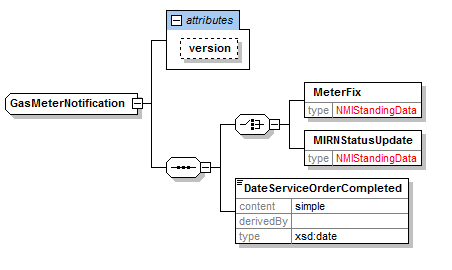 attributes
version
GasMeterNotification
MeterFix
type NMIStandingData
MIRNStatusUpdate
type NMIStandingData
DateServiceOrderCompleted
content simple
derivedBy
type xsd:date